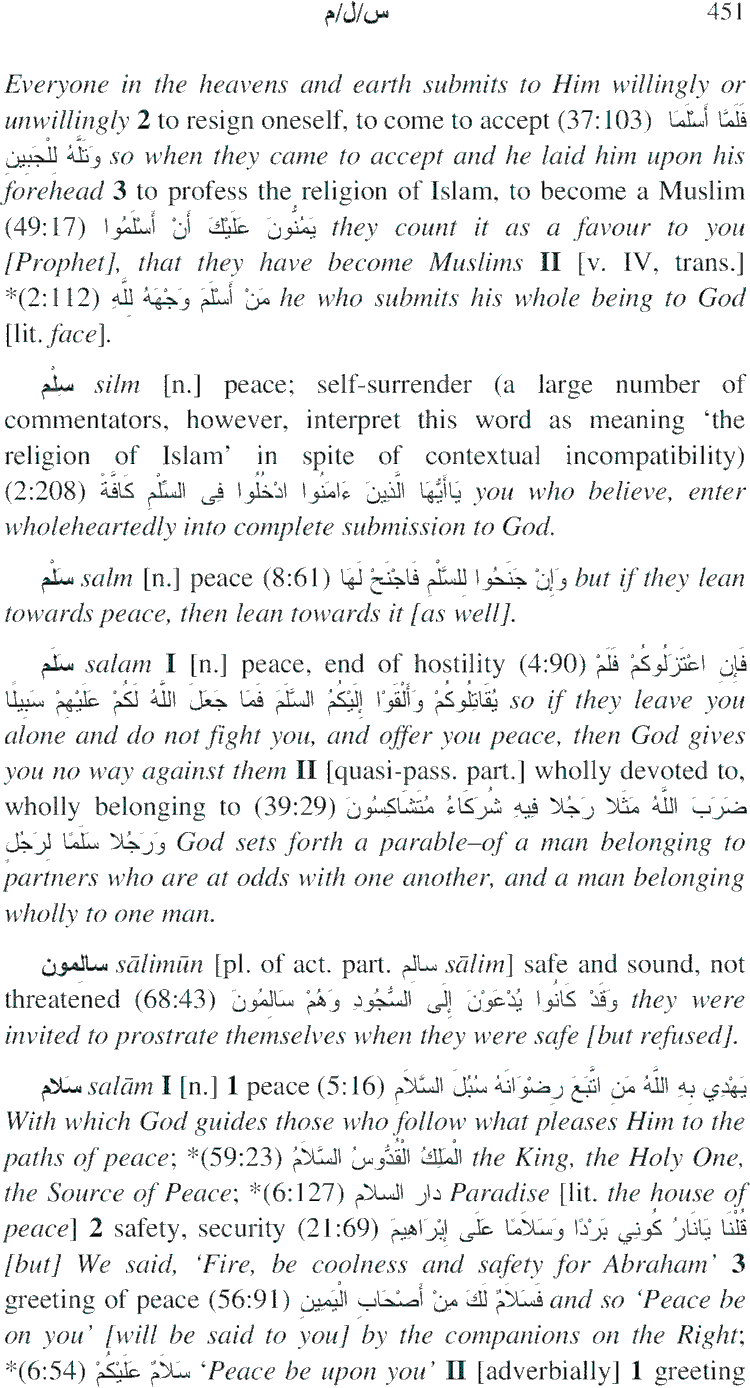 س/ل/م 451
Everyone in the heavens and earth submits to Him willingly or
unwillingly 2 to resign oneself, to come to accept (37:103) فَلَمَّا أَسْلَمَا
وَتَلَّهُ لِلْجَبِينِ so when they came to accept and he laid him upon his
forehead 3 to profess the religion of Islam, to become a Muslim
(49:17) يَمُنُّونَ عَلَيْكَ أَنْ أَسْلَمُوا they count it as a favour to you
[Prophet], that they have become Muslims II [v. IV, trans.]
*(2:112) مَنْ أَسْلَمَ وَجْهَهُ لِلَّهِ he who submits his whole being to God
[lit. face].
سِلْم silm [n.] peace; self-surrender (a large number of
commentators, however, interpret this word as meaning ‘the
religion of Islam’ in spite of contextual incompatibility)
(2:208) يَاأَيُّهَا الَّذِينَ ءَامَنُوا ادْخُلُوا فِى السِّلْمِ كَافَّةً you who believe, enter
wholeheartedly into complete submission to God.
سَلْم salm [n.] peace (8:61) وَإِنْ جَنَحُوا لِلسَّلْمِ فَاجْنَحْ لَهَا but if they lean
towards peace, then lean towards it [as well].
سَلَم salam I [n.] peace, end of hostility (4:90) فَإِنِ اعْتَزَلُوكُمْ فَلَمْ
يُقَاتِلُوكُمْ وَأَلْقَوْا إِلَيْكُمُ السَّلَمَ فَمَا جَعَلَ اللَّهُ لَكُمْ عَلَيْهِمْ سَبِيلًا so if they leave you
alone and do not fight you, and offer you peace, then God gives
you no way against them II [quasi-pass. part.] wholly devoted to,
wholly belonging to (39:29) ضَرَبَ اللَّهُ مَثَلا رَجُلا فِيهِ شُرَكَاءُ مُتَشَاكِسُونَ
وَرَجُلا سَلَمًا لِرَجُلٍ God sets forth a parable–of a man belonging to
partners who are at odds with one another, and a man belonging
wholly to one man.
سالِمون sālimūn [pl. of act. part. سالِم sālim] safe and sound, not
threatened (68:43) وَقَدْ كَانُوا يُدْعَوْنَ إِلَى السُّجُودِ وَهُمْ سَالِمُونَ they were
invited to prostrate themselves when they were safe [but refused].
سَلام salām I [n.] 1 peace (5:16) يَهْدِي بِهِ اللَّهُ مَنِ اتَّبَعَ رِضْوَانَهُ سُبُلَ السَّلاَمِ
With which God guides those who follow what pleases Him to the
paths of peace; *(59:23) الْمَلِكُ الْقُدُّوسُ السَّلاَمُ the King, the Holy One,
the Source of Peace; *(6:127) دار السلام Paradise [lit. the house of
peace] 2 safety, security (21:69) قُلْنَا يَانَارُ كُونِي بَرْدًا وَسَلاَمًا عَلَى إِبْرَاهِيمَ
[but] We said, ‘Fire, be coolness and safety for Abraham’ 3
greeting of peace (56:91) فَسَلاَمٌ لَكَ مِنْ أَصْحَابِ الْيَمِينِ and so ‘Peace be
on you’ [will be said to you] by the companions on the Right;
*(6:54) سَلاَمٌ عَلَيْكُمْ ‘Peace be upon you’ II [adverbially] 1 greeting